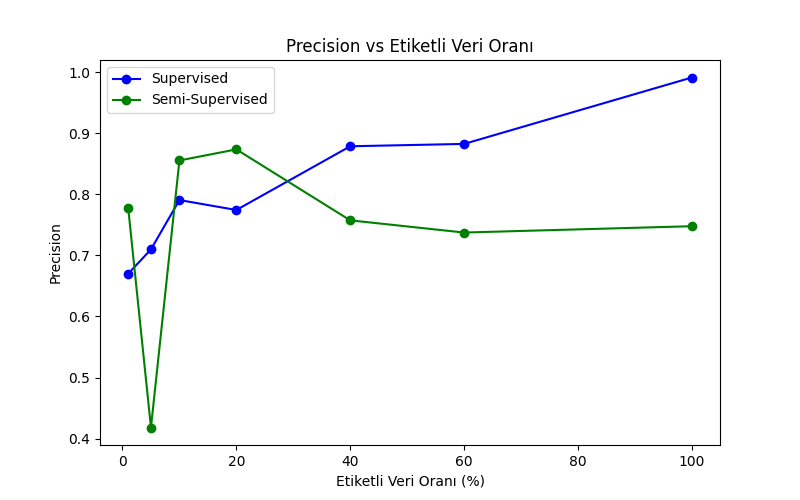 Precision vs Etiketli Veri Oranı
Supervised
Semi-Supervised
1.0
0.9
0.8
0.7
0.6
0.5
0.4
Precision
0 20 40 60 80 100
Etiketli Veri Oranı (%)